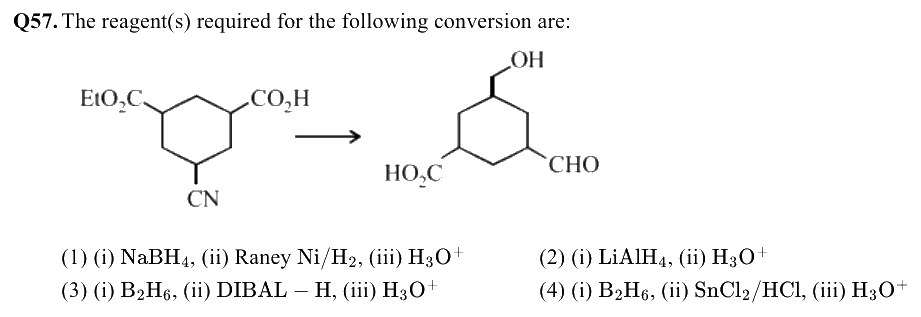 Q57. The reagent(s) required for the following conversion are:
OH
EtO₂C
CO₂H
HO₂C
CHO
CN
(1) (i) NaBH₄, (ii) Raney Ni/H₂, (iii) H₃O⁺
(2) (i) LiAlH₄, (ii) H₃O⁺
(3) (i) B₂H₆, (ii) DIBAL – H, (iii) H₃O⁺
(4) (i) B₂H₆, (ii) SnCl₂/HCl, (iii) H₃O⁺